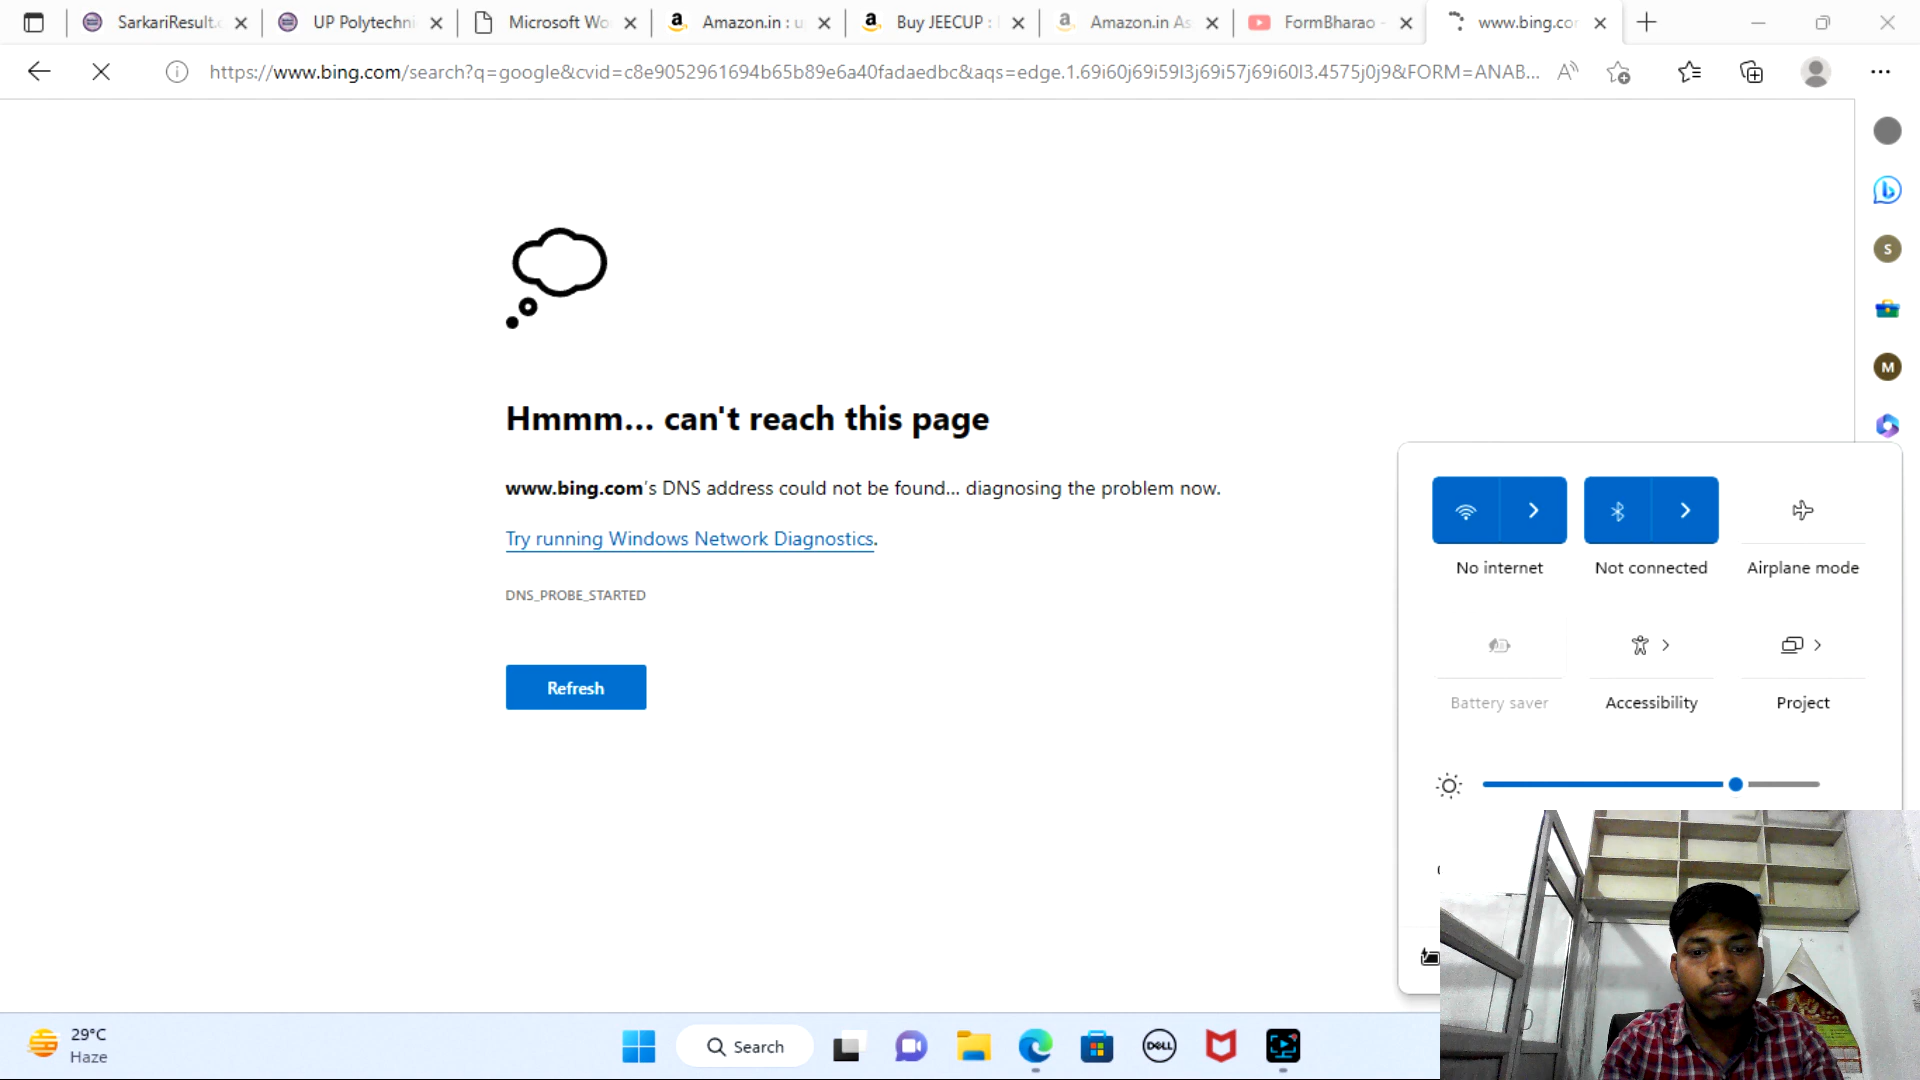 SarkariResult.c
UP Polytechni
Microsoft Wo
Amazon.in : u
Buy JEECUP :
Amazon.in As
FormBharao -
www.bing.co
https://www.bing.com/search?q=google&cvid=c8e9052961694b65b89e6a40fadaedbc&aqs=edge.1.69i60j69i59l3j69i57j69i60l3.4575j0j9&FORM=ANAB...
Hmmm... can't reach this page
www.bing.com's DNS address could not be found... diagnosing the problem now.
Try running Windows Network Diagnostics.
DNS_PROBE_STARTED
Refresh
S
M
No internet
Not connected
Airplane mode
Battery saver
Accessibility
Project
29°C
Haze
Search
DELL